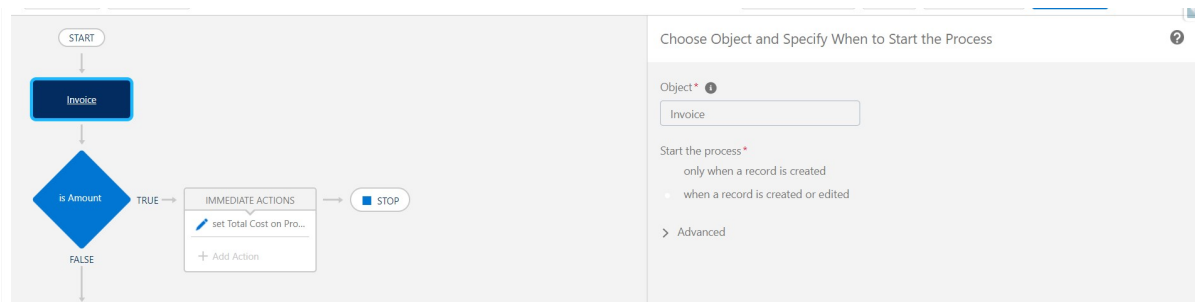 START
Invoice
is Amount
TRUE
IMMEDIATE ACTIONS
set Total Cost on Pro...
+ Add Action
STOP
FALSE
Choose Object and Specify When to Start the Process
Object*
Invoice
Start the process*
only when a record is created
when a record is created or edited
Advanced